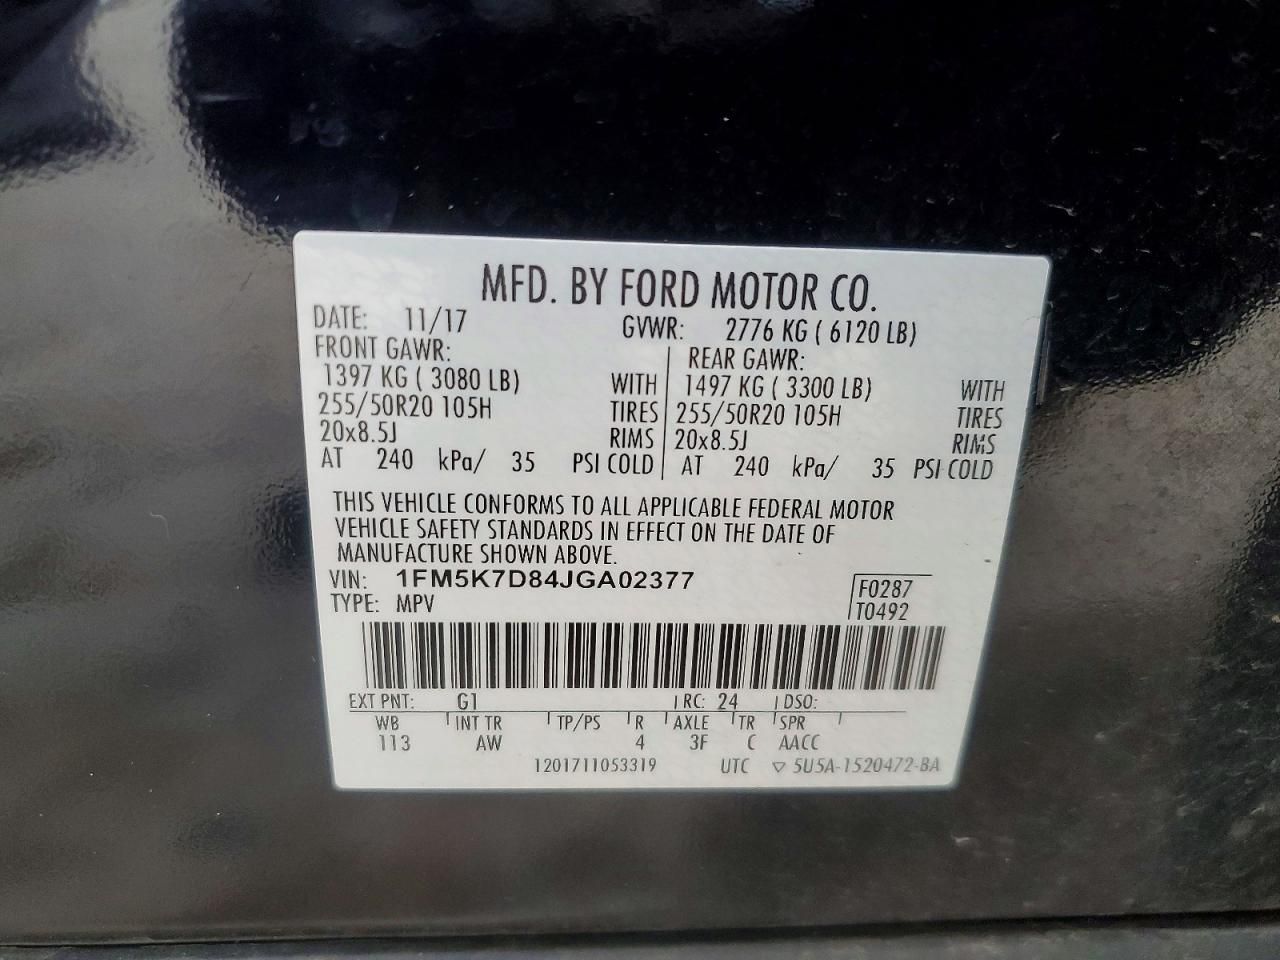 MFD. BY FORD MOTOR CO.
DATE: 11/17 GVWR: 2776 KG ( 6120 LB)
FRONT GAWR: REAR GAWR:
1397 KG ( 3080 LB) WITH 1497 KG ( 3300 LB) WITH
255/50R20 105H TIRES 255/50R20 105H TIRES
20x8.5J RIMS 20x8.5J RIMS
AT 240 kPa/ 35 PSI COLD AT 240 kPa/ 35 PSI COLD
THIS VEHICLE CONFORMS TO ALL APPLICABLE FEDERAL MOTOR
VEHICLE SAFETY STANDARDS IN EFFECT ON THE DATE OF
MANUFACTURE SHOWN ABOVE.
VIN: 1FM5K7D84JGA02377 F0287
TYPE: MPV T0492
EXT PNT: G1 RC: 24 DSO:
WB INT TR TP/PS R AXLE TR SPR
113 AW 4 3F C AACC
1201711053319 UTC ▽ 5U5A-1520472-BA